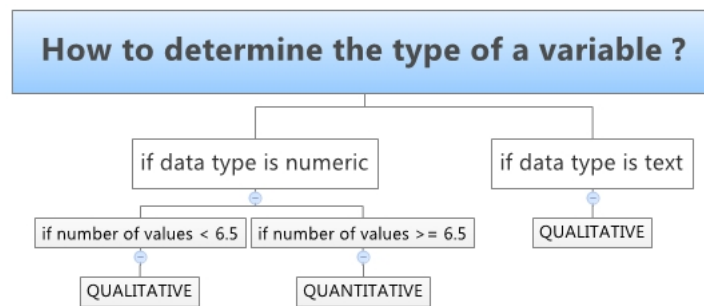 How to determine the type of a variable ?
if data type is numeric
if data type is text
if number of values < 6.5
if number of values >= 6.5
QUALITATIVE
QUALITATIVE
QUANTITATIVE